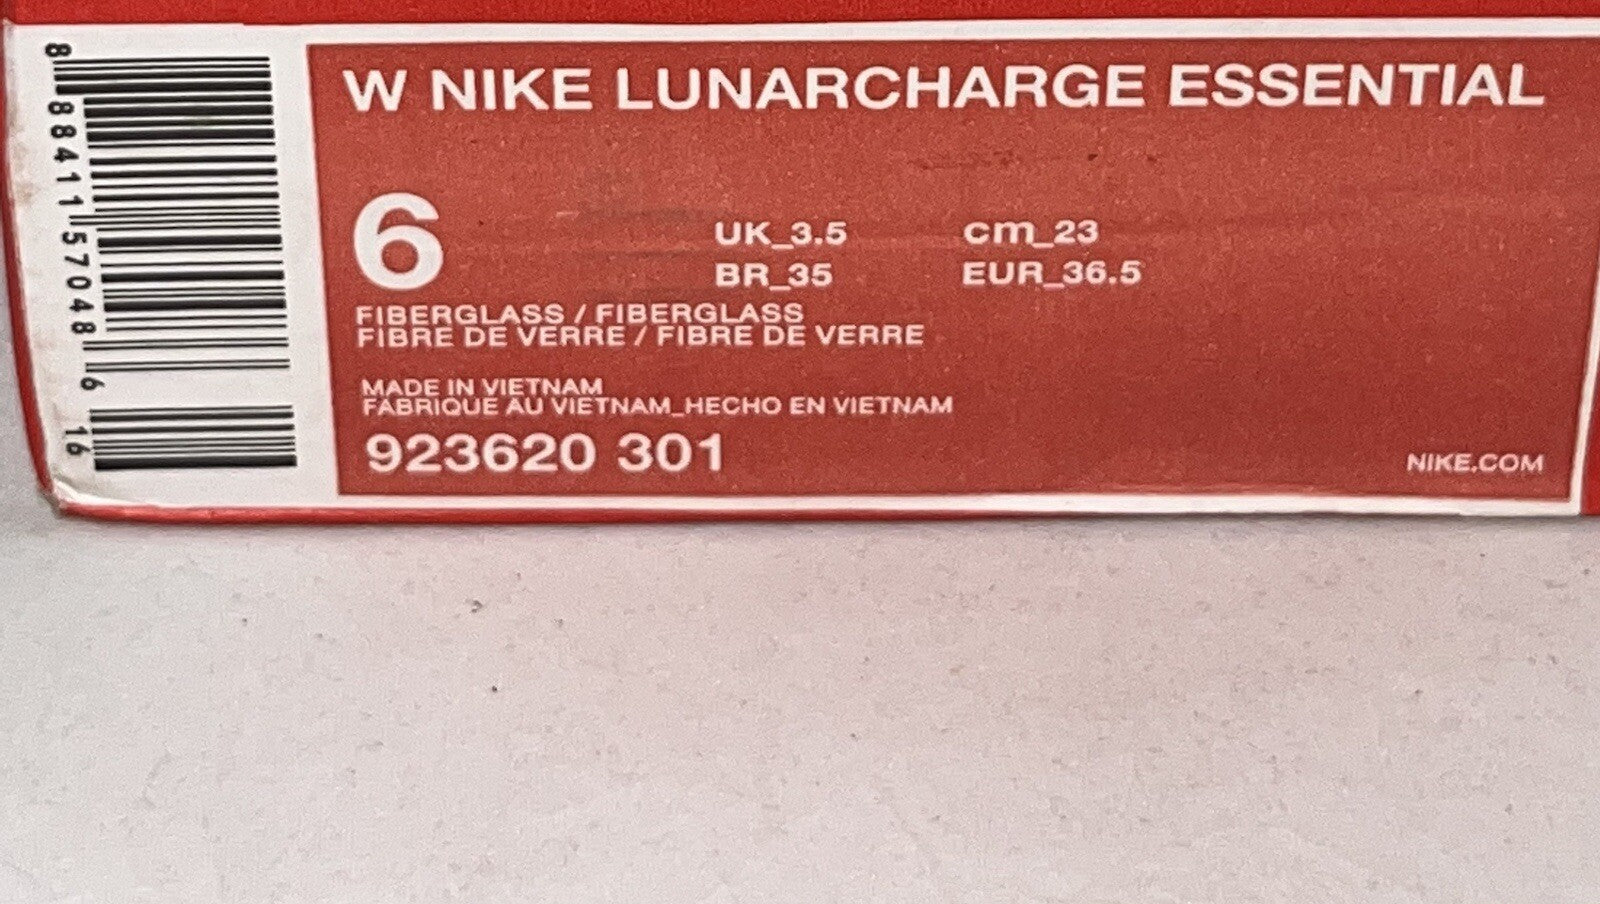 8 88411 57048 6 16
W NIKE LUNARCHARGE ESSENTIAL
6
UK_3.5 cm_23
BR_35 EUR_36.5
FIBERGLASS / FIBERGLASS
FIBRE DE VERRE / FIBRE DE VERRE
MADE IN VIETNAM
FABRIQUE AU VIETNAM_HECHO EN VIETNAM
923620 301
NIKE.COM